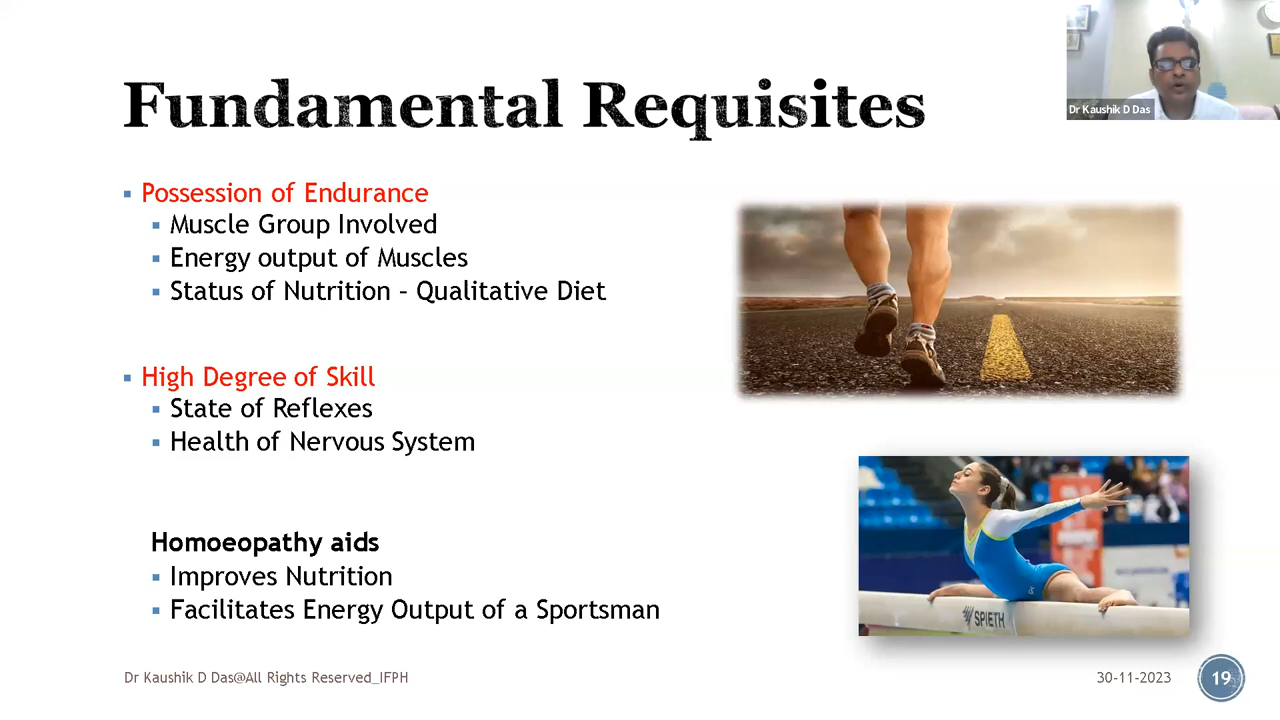 Fundamental Requisites
Dr Kaushik D Das
Possession of Endurance
Muscle Group Involved
Energy output of Muscles
Status of Nutrition – Qualitative Diet
High Degree of Skill
State of Reflexes
Health of Nervous System
Homoeopathy aids
Improves Nutrition
Facilitates Energy Output of a Sportsman
SPIETH
Dr Kaushik D Das@All Rights Reserved_IFPH
30-11-2023
19